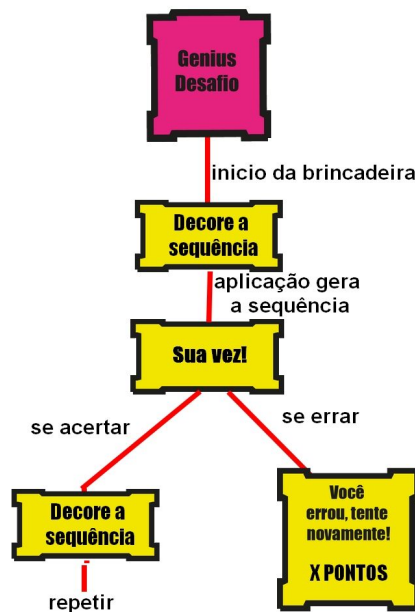 Genius
Desafio
inicio da brincadeira
Decore a
sequência
aplicação gera
a sequência
Sua vez!
se acertar
se errar
Decore a
sequência
repetir
Você
errou, tente
novamente!
X PONTOS